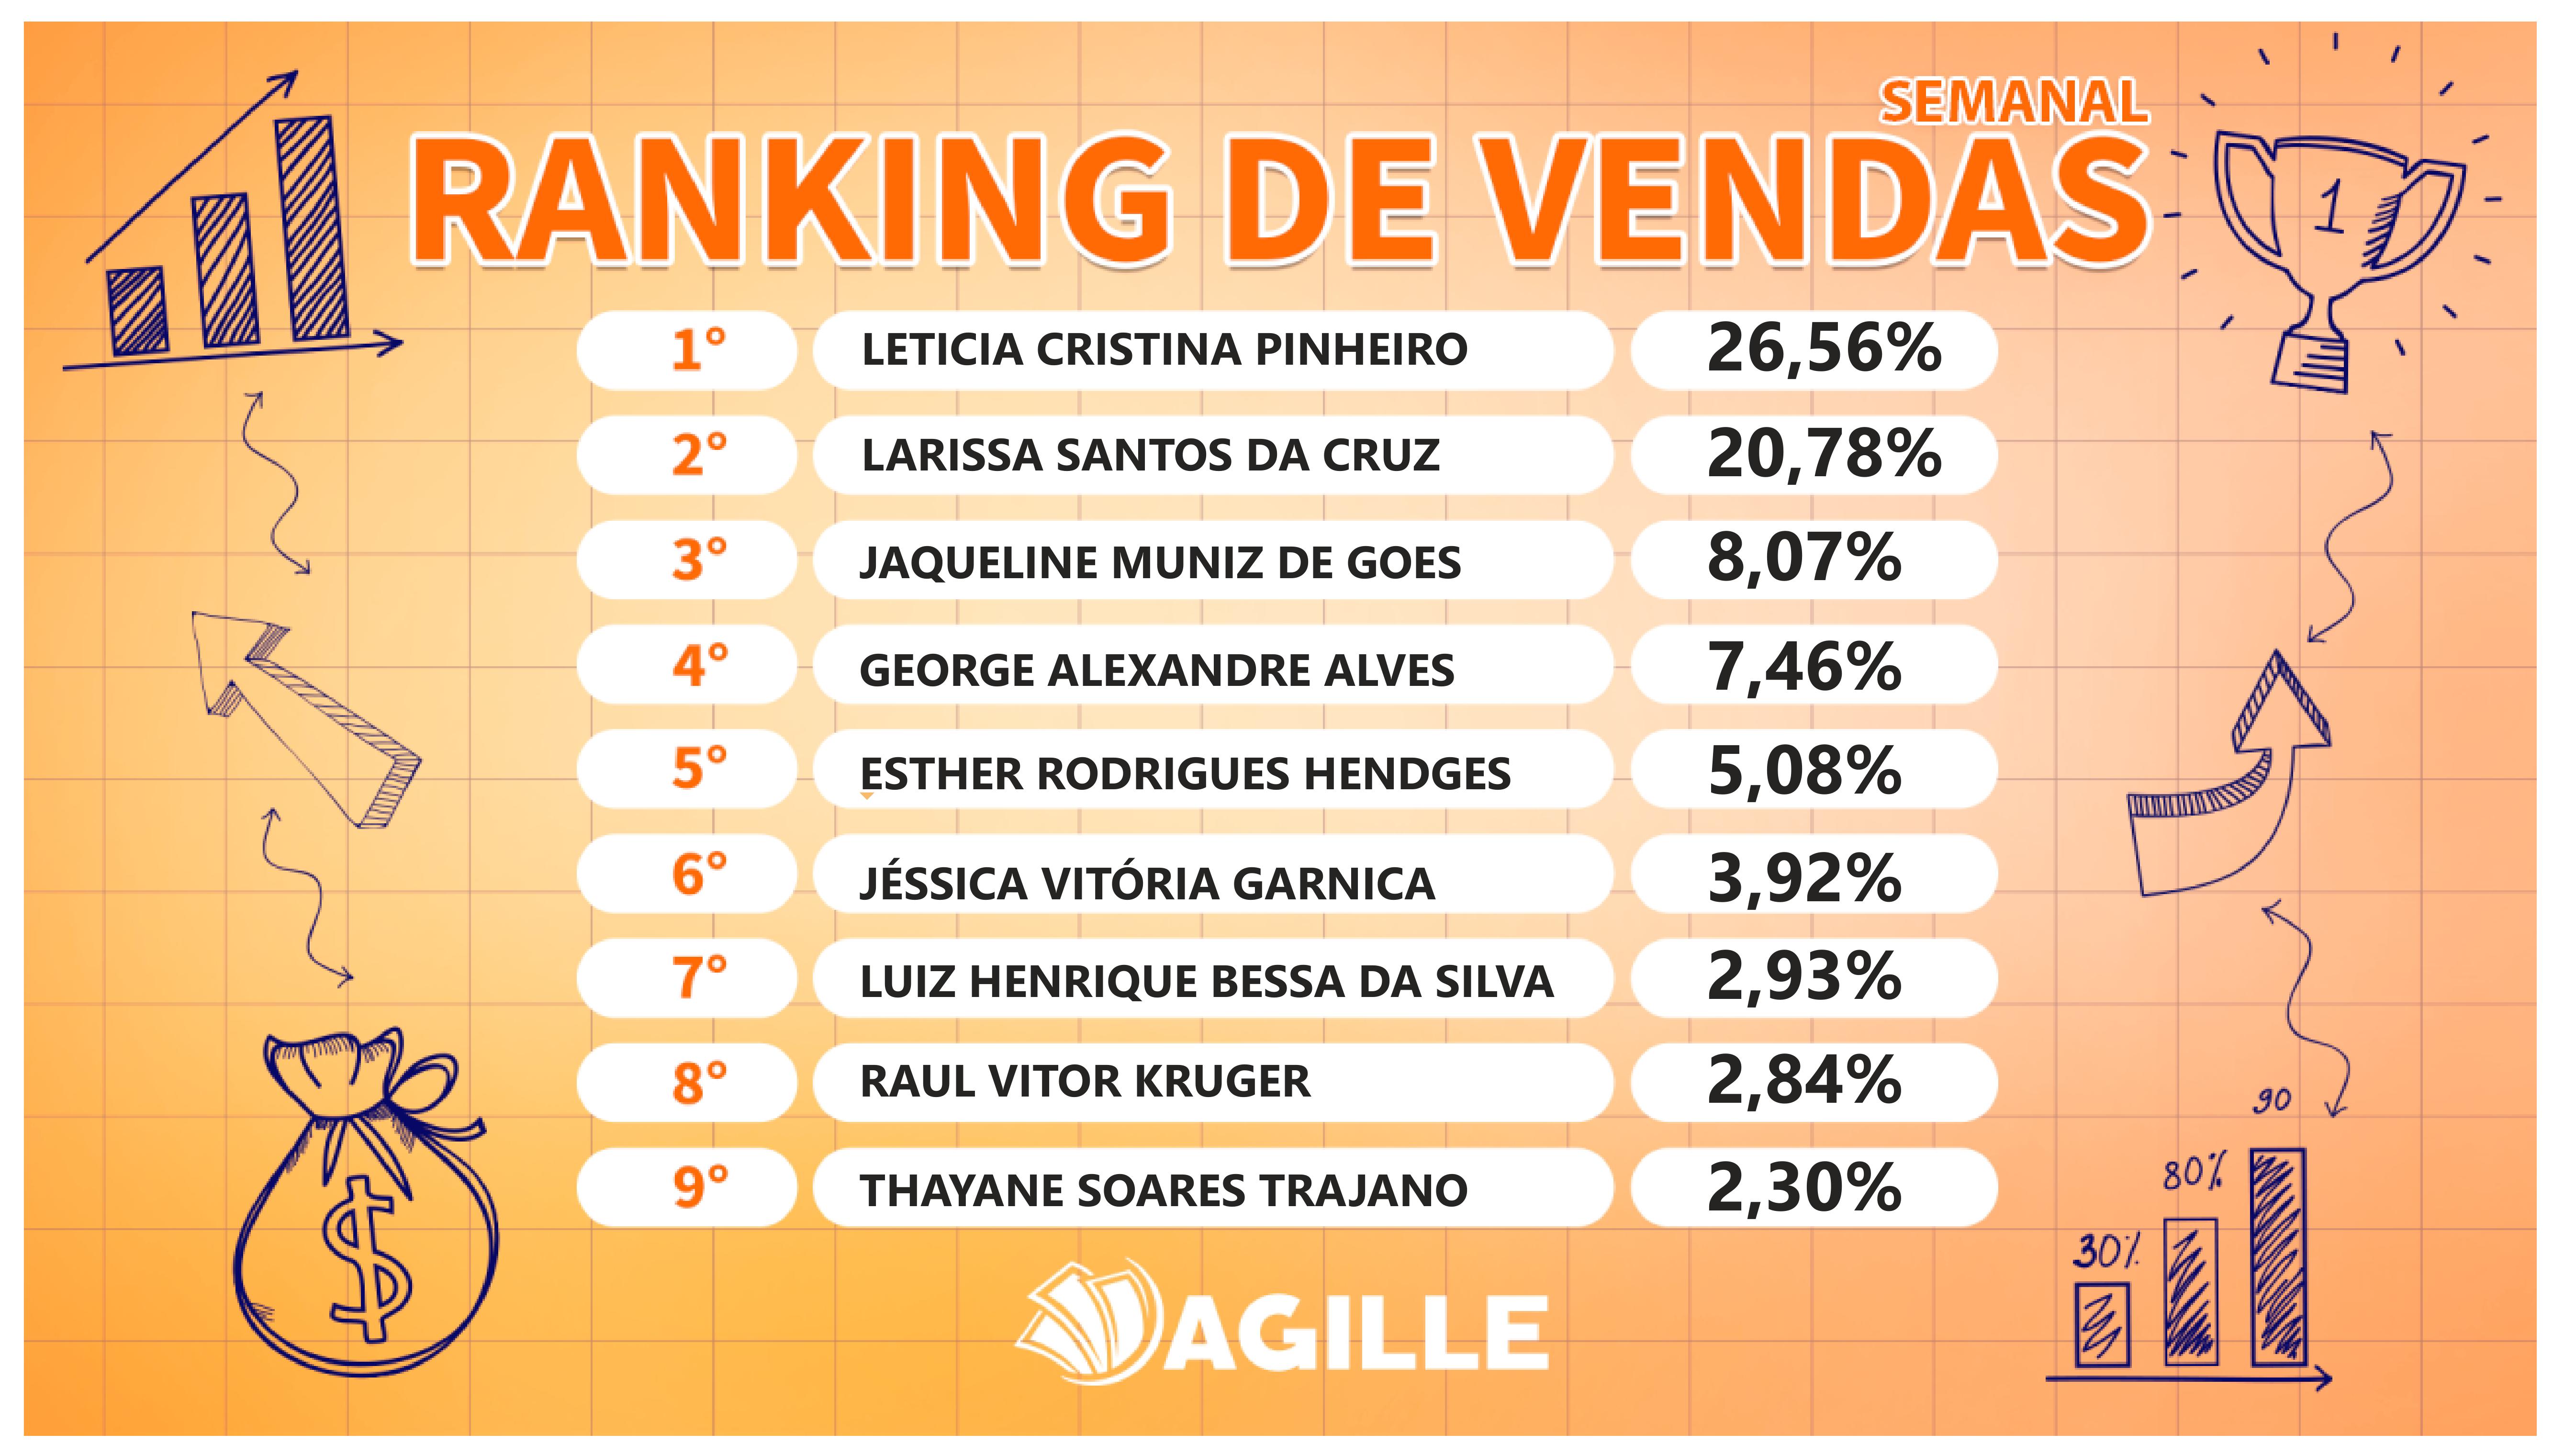 SEMANAL
RANKING DE VENDAS
1
1° LETICIA CRISTINA PINHEIRO 26,56%
2° LARISSA SANTOS DA CRUZ 20,78%
3° JAQUELINE MUNIZ DE GOES 8,07%
4° GEORGE ALEXANDRE ALVES 7,46%
5° ESTHER RODRIGUES HENDGES 5,08%
6° JÉSSICA VITÓRIA GARNICA 3,92%
7° LUIZ HENRIQUE BESSA DA SILVA 2,93%
8° RAUL VITOR KRUGER 2,84%
9° THAYANE SOARES TRAJANO 2,30%
$
30% 80% 90
AGILLE